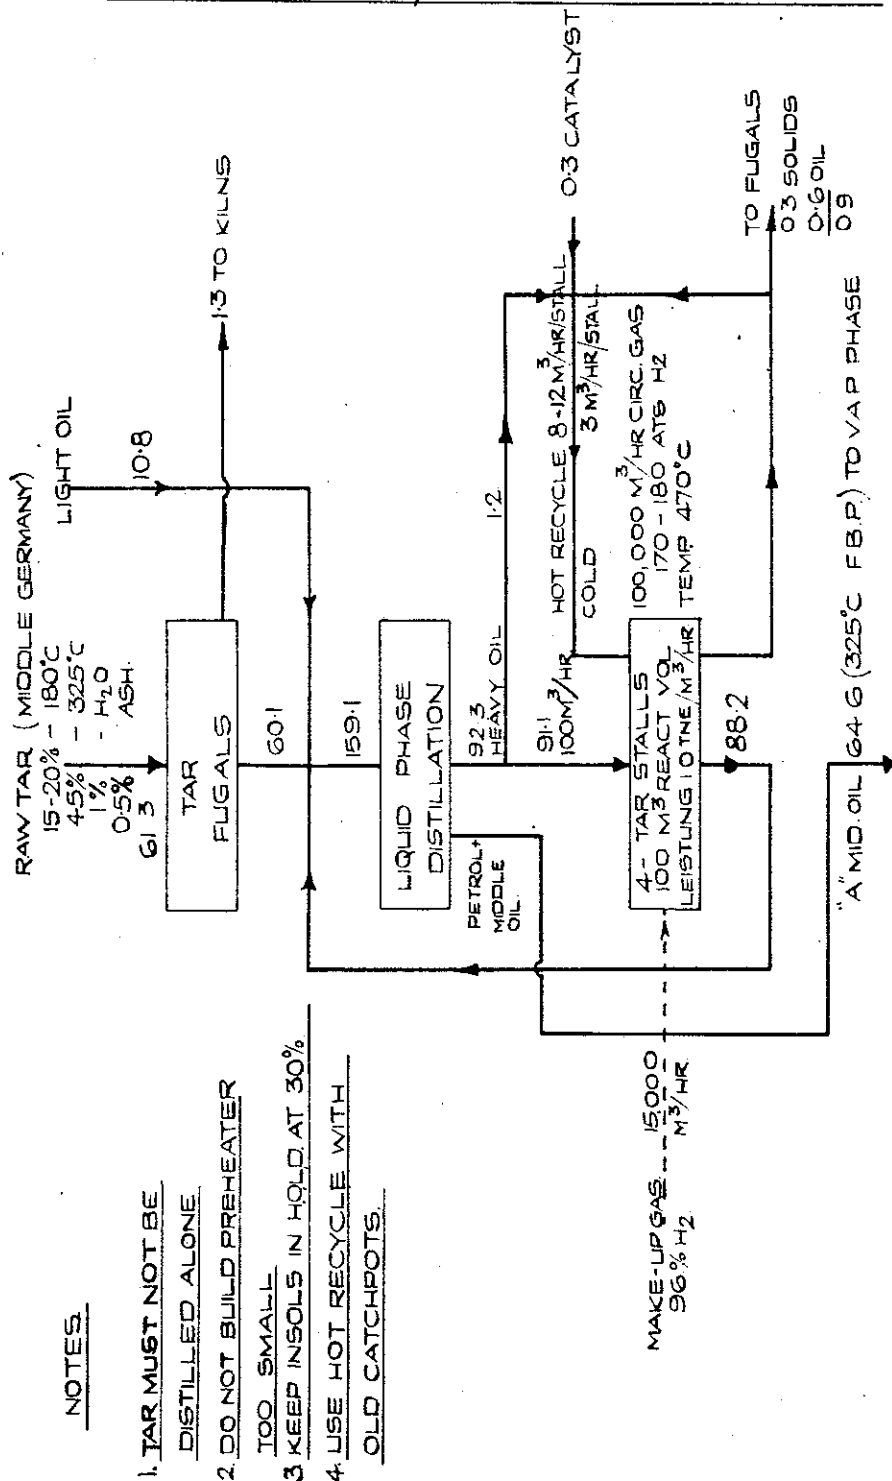 RAW TAR (MIDDLE GERMANY)
15-20% - 180°C
45% - 325°C
1% - H2O
0.5% ASH.
61 3
LIGHT OIL
10.8
TAR
FUGALS
1.3 TO KILNS
60.1
159.1
LIQUID PHASE
DISTILLATION
PETROL+
MIDDLE
OIL.
92.3
HEAVY OIL
1.2
91.1
100M³/HR
HOT RECYCLE 8-12M³/HR/STALL
COLD 3M³/HR/STALL
0.3 CATALYST
4- TAR STALLS
100 M³ REACT VOL
LEISTUNG 1.0 TNE/M³/HR
100,000 M³/HR CIRC. GAS
170-180 ATS H2
TEMP. 470°C
88.2
TO FUGALS
0.3 SOLIDS
0.6 OIL
0.9
"A" MID. OIL 64 6 (325°C F.B.P.) TO VAP PHASE
MAKE-UP GAS 15,000
96% H2 M³/HR
NOTES
1. TAR MUST NOT BE
DISTILLED ALONE
2. DO NOT BUILD PREHEATER
TOO SMALL
3 KEEP INSOLS IN HOLD AT 30%
4. USE HOT RECYCLE WITH
OLD CATCHPOTS.